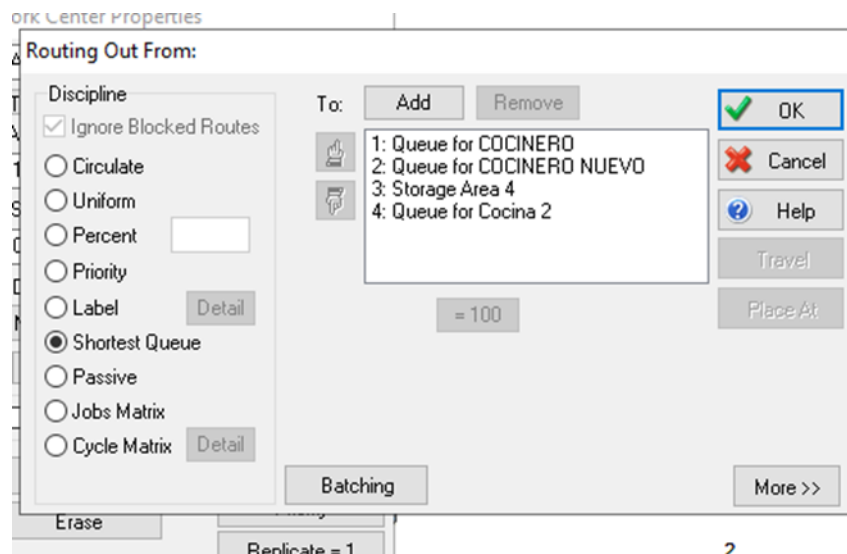 ork Center Properties
Routing Out From:
Discipline
Ignore Blocked Routes
Circulate
Uniform
Percent
Priority
Label
Detail
Shortest Queue
Passive
Jobs Matrix
Cycle Matrix
Detail
To:
Add
Remove
1: Queue for COCINERO
2: Queue for COCINERO NUEVO
3: Storage Area 4
4: Queue for Cocina 2
= 100
Batching
OK
Cancel
Help
Travel
Place At
More >>
Erase
Priority
Replicate = 1
2